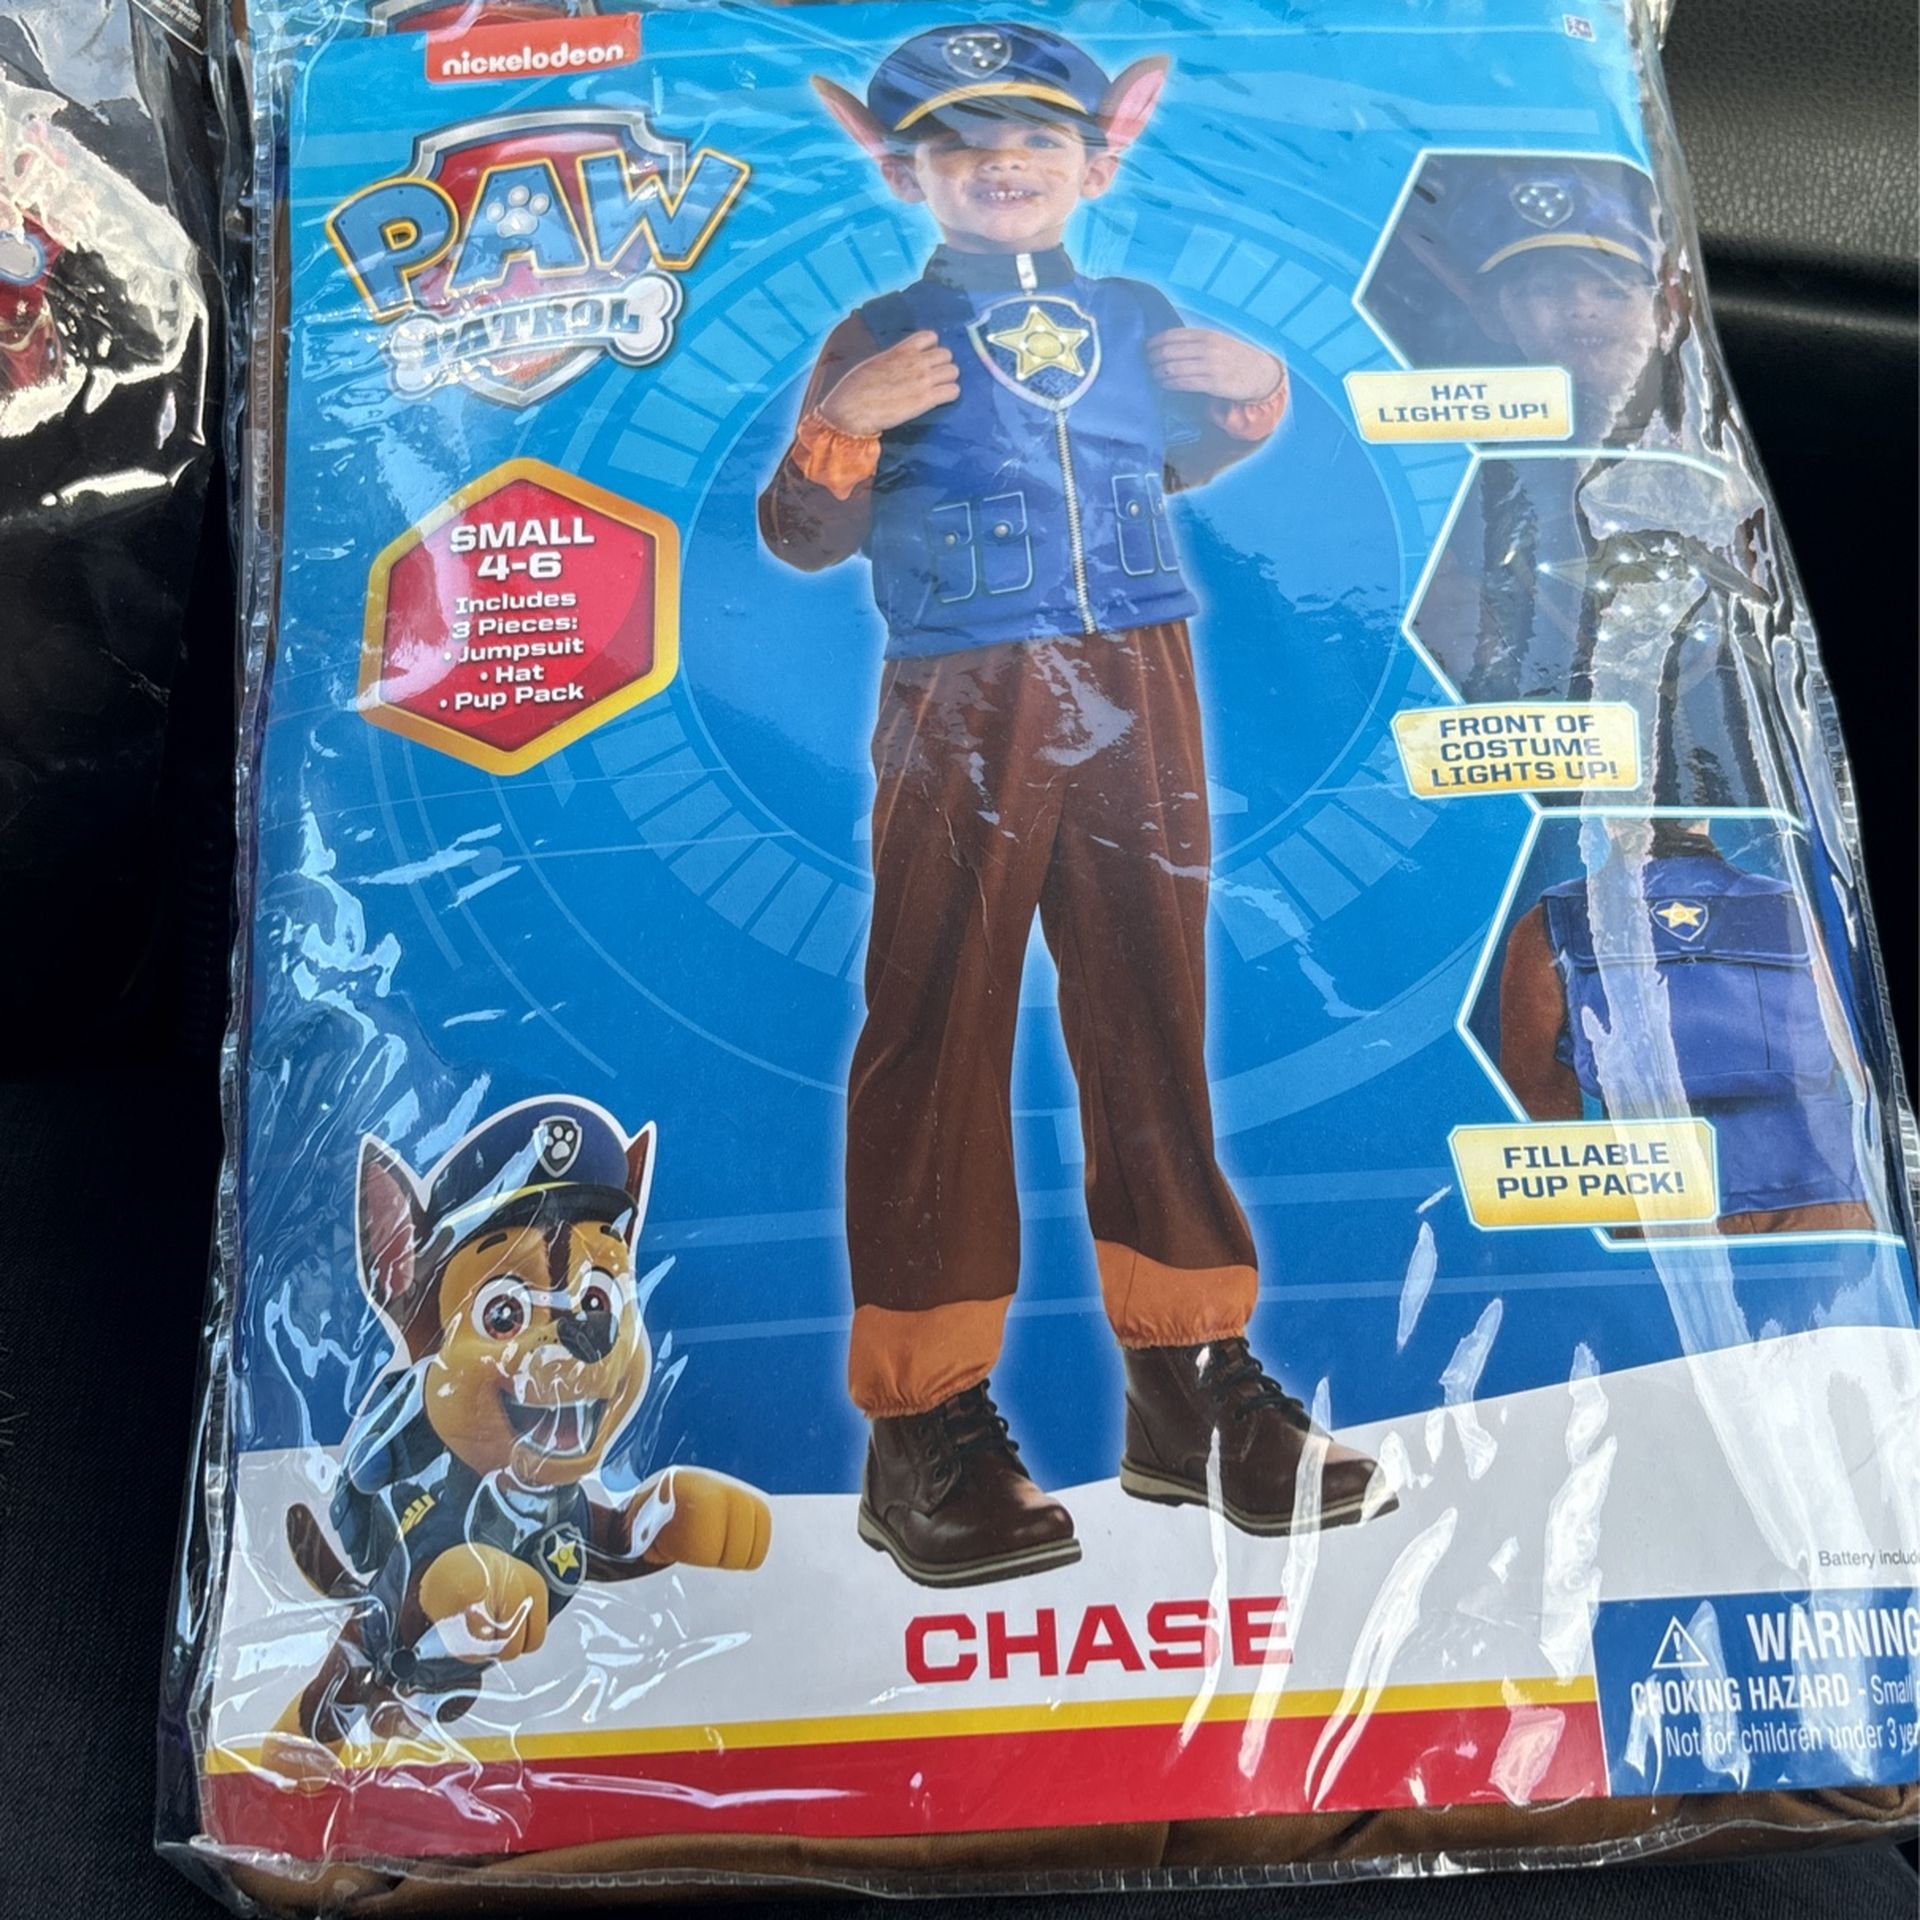 nickelodeon
PAW
PATROL
SMALL
4-6
Includes
3 Pieces:
• Jumpsuit
• Hat
• Pup Pack
HAT
LIGHTS UP!
FRONT OF
COSTUME
LIGHTS UP!
FILLABLE
PUP PACK!
CHASE
Battery
WARNING
CHOKING HAZARD - Small
Not for children under 3